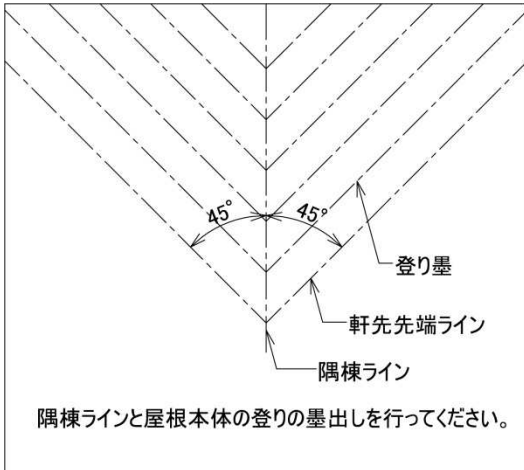 45° 45°
登り墨
軒先先端ライン
隅棟ライン
隅棟ラインと屋根本体の登りの墨出しを行ってください。